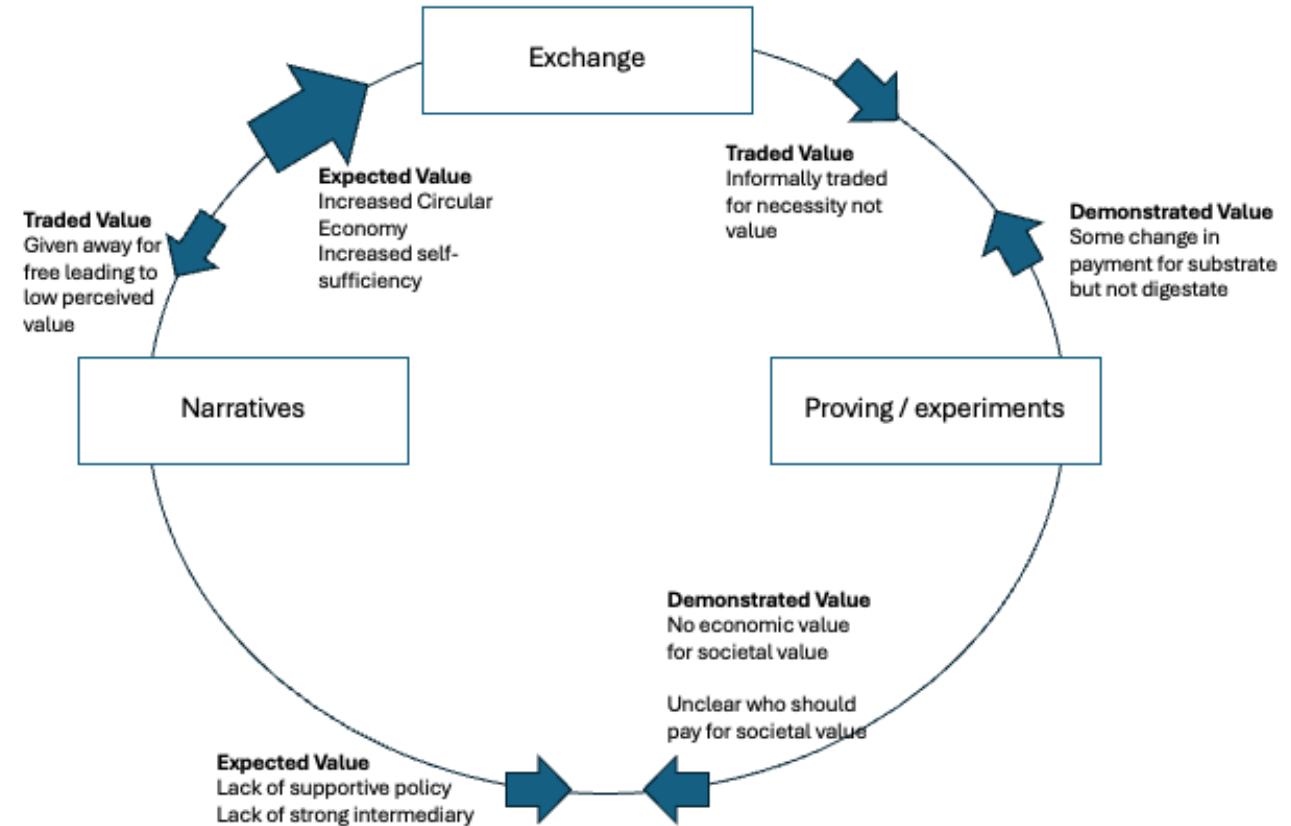 Exchange
Traded Value
Informally traded
for necessity not
value
Expected Value
Increased Circular
Economy
Increased self-
sufficiency
Demonstrated Value
Some change in
payment for substrate
but not digestate
Traded Value
Given away for
free leading to
low perceived
value
Narratives
Proving / experiments
Demonstrated Value
No economic value
for societal value
Unclear who should
pay for societal value
Expected Value
Lack of supportive policy
Lack of strong intermediary